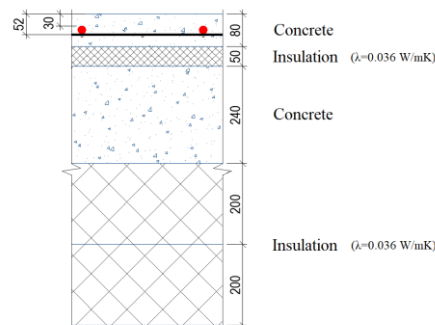 52
30
80
Concrete
50
Insulation (λ=0.036 W/mK)
240
Concrete
200
Insulation (λ=0.036 W/mK)
200